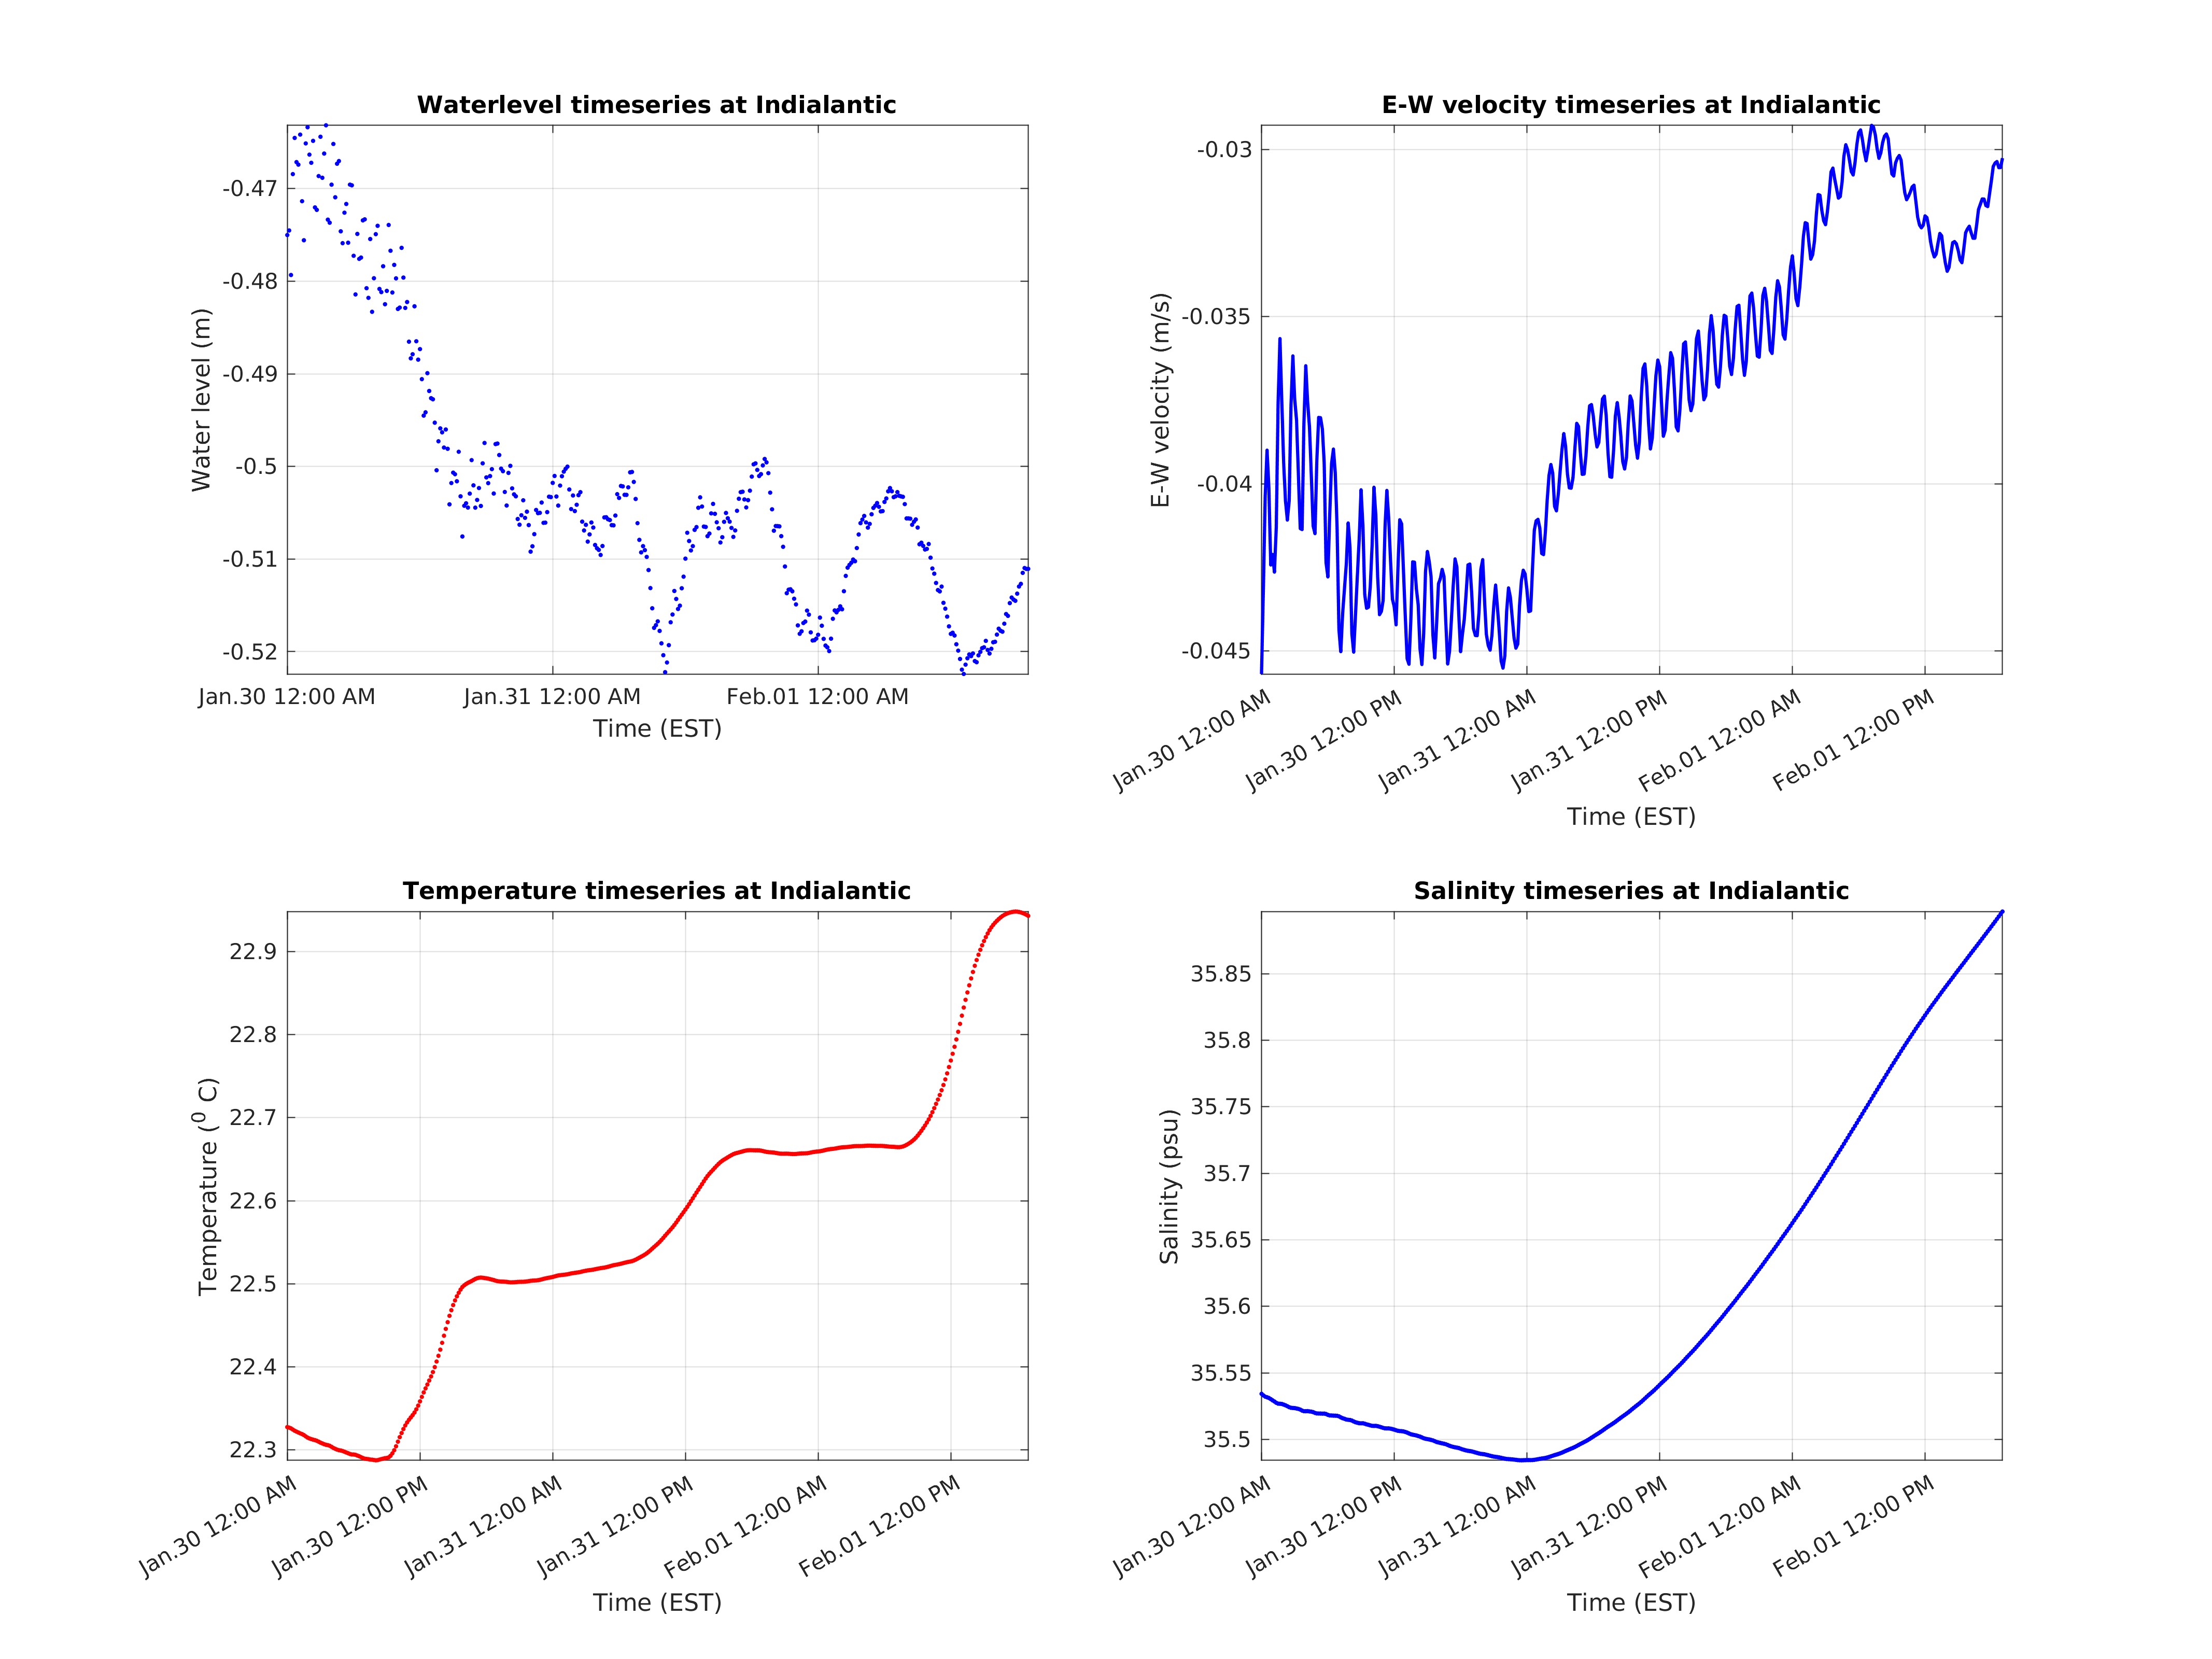 Waterlevel timeseries at Indialantic
-0.47
-0.48
-0.49
-0.5
-0.51
-0.52
Water level (m)
Jan.30 12:00 AM
Jan.31 12:00 AM
Feb.01 12:00 AM
Time (EST)
E-W velocity timeseries at Indialantic
-0.03
-0.035
-0.04
-0.045
E-W velocity (m/s)
Jan.30 12:00 AM
Jan.30 12:00 PM
Jan.31 12:00 AM
Jan.31 12:00 PM
Feb.01 12:00 AM
Feb.01 12:00 PM
Time (EST)
Temperature timeseries at Indialantic
22.9
22.8
22.7
22.6
22.5
22.4
22.3
Temperature (⁰ C)
Jan.30 12:00 AM
Jan.30 12:00 PM
Jan.31 12:00 AM
Jan.31 12:00 PM
Feb.01 12:00 AM
Feb.01 12:00 PM
Time (EST)
Salinity timeseries at Indialantic
35.85
35.8
35.75
35.7
35.65
35.6
35.55
35.5
Salinity (psu)
Jan.30 12:00 AM
Jan.30 12:00 PM
Jan.31 12:00 AM
Jan.31 12:00 PM
Feb.01 12:00 AM
Feb.01 12:00 PM
Time (EST)